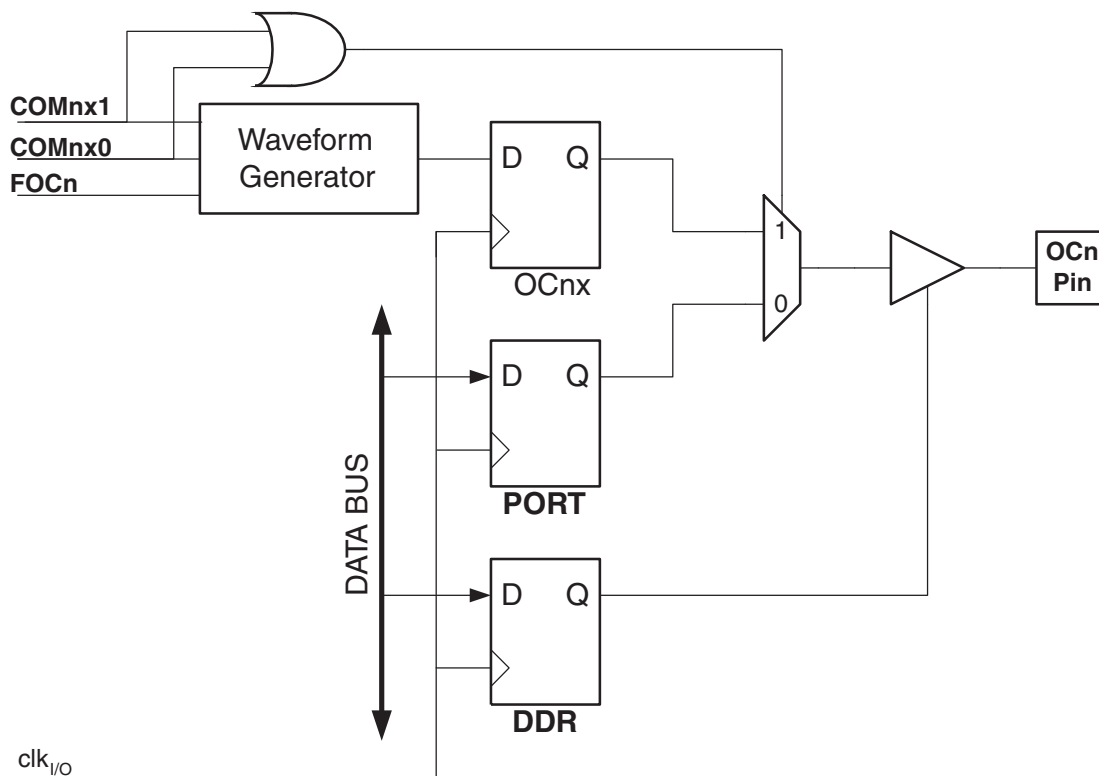 COMnx1
COMnx0
FOCn
Waveform
Generator
D Q
OCnx
1
0
OCn
Pin
DATA BUS
D Q
PORT
D Q
DDR
clkI/O